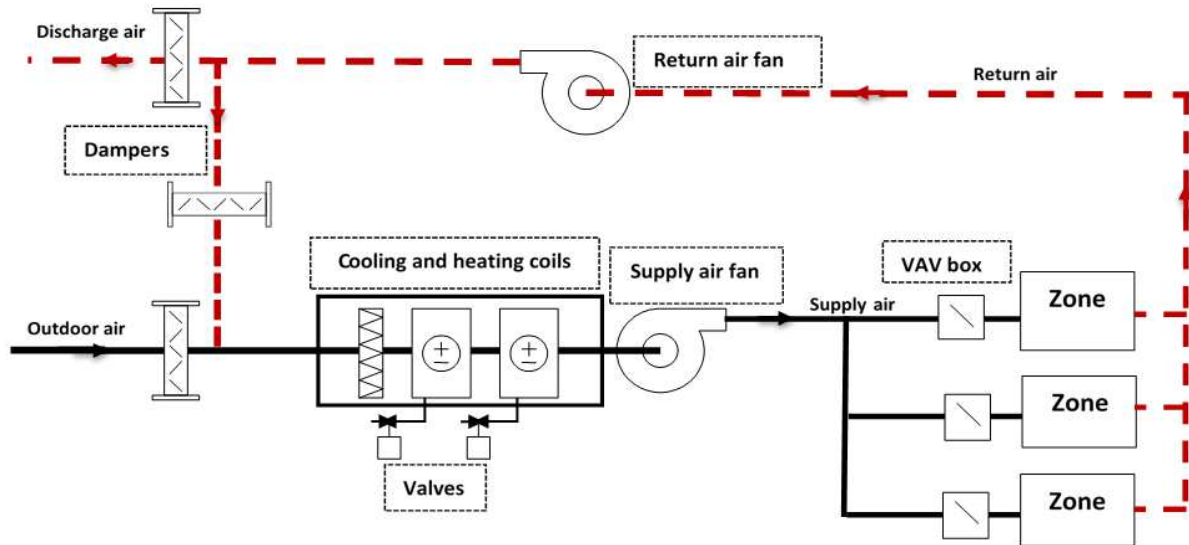 Discharge air
Return air fan
Return air
Dampers
Cooling and heating coils
Supply air fan
VAV box
Zone
Supply air
Outdoor air
Zone
Valves
Zone